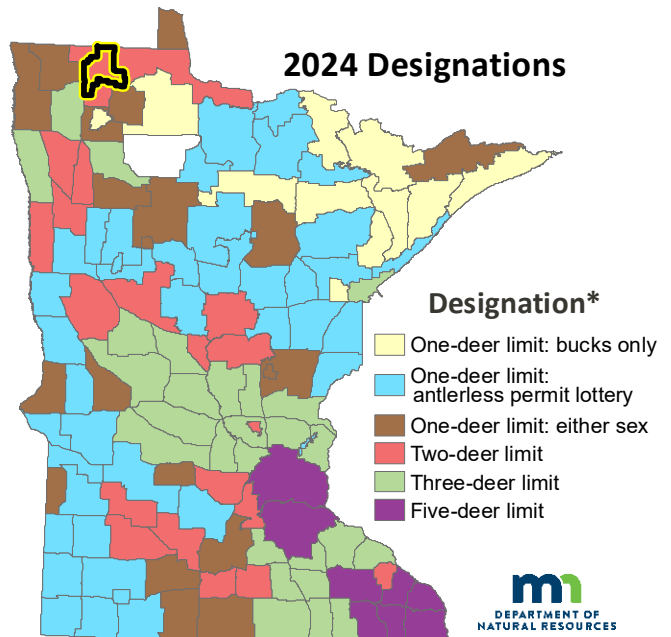 2024 Designations
Designation*
One-deer limit: bucks only
One-deer limit:
antlerless permit lottery
One-deer limit: either sex
Two-deer limit
Three-deer limit
Five-deer limit
mn
DEPARTMENT OF
NATURAL RESOURCES